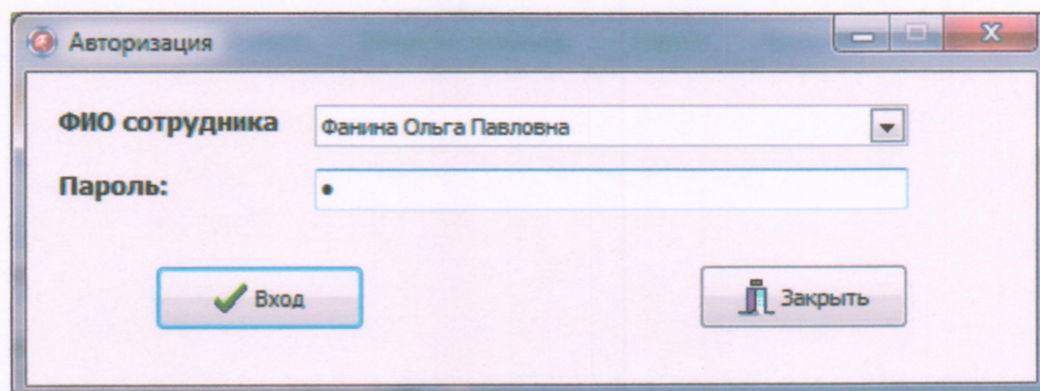 Авторизация
ФИО сотрудника Фанина Ольга Павловна
Пароль: •
Вход Закрыть